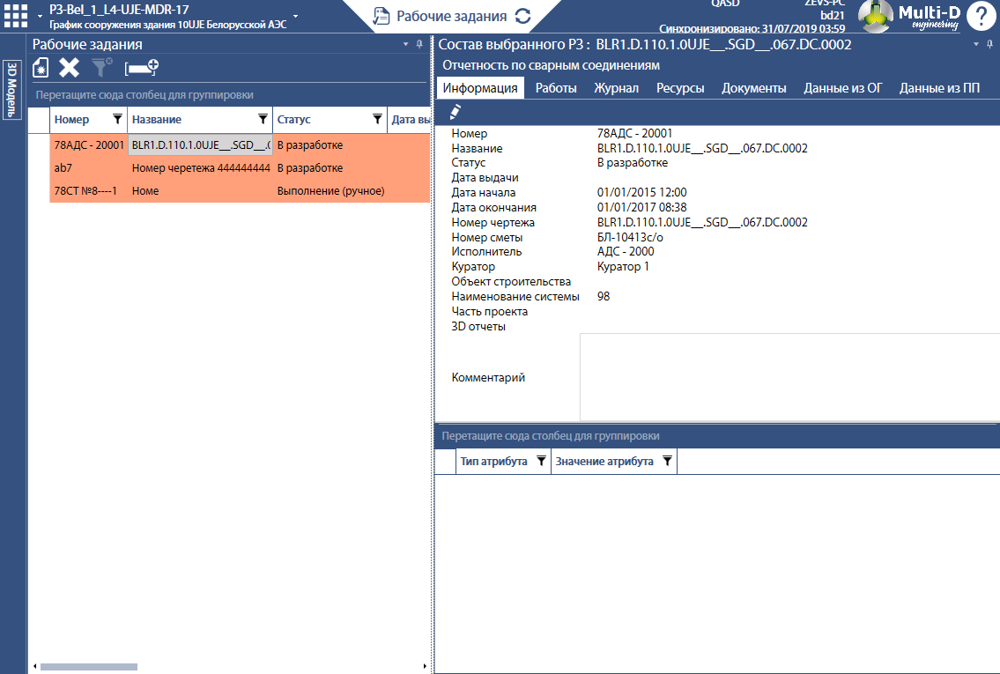 P3-Bel_1_L4-UJE-MDR-17
График сооружения здания 10UJE Белорусской АЭС
Рабочие задания
QASD
ZEVS-PC
bd21
Синхронизировано: 31/07/2019 03:59
Multi-D
engineering
?
3D Модель
Рабочие задания
Перетащите сюда столбец для группировки
Номер Название Статус Дата вы
78АДС - 20001 BLR1.D.110.1.0UJE__.SGD__.( В разработке
ab7 Номер черетежа 444444444 В разработке
78СТ №8----1 Номе Выполнение (ручное)
Состав выбранного РЗ : BLR1.D.110.1.0UJE__.SGD__.067.DC.0002
Отчетность по сварным соединениям
Информация Работы Журнал Ресурсы Документы Данные из ОГ Данные из ПП
Номер 78АДС - 20001
Название BLR1.D.110.1.0UJE__.SGD__.067.DC.0002
Статус В разработке
Дата выдачи
Дата начала 01/01/2015 12:00
Дата окончания 01/01/2017 08:38
Номер чертежа BLR1.D.110.1.0UJE__.SGD__.067.DC.0002
Номер сметы БЛ-10413с/о
Исполнитель АДС - 2000
Куратор Куратор 1
Объект строительства
Наименование системы 98
Часть проекта
3D отчеты
Комментарий
Перетащите сюда столбец для группировки
Тип атрибута Значение атрибута